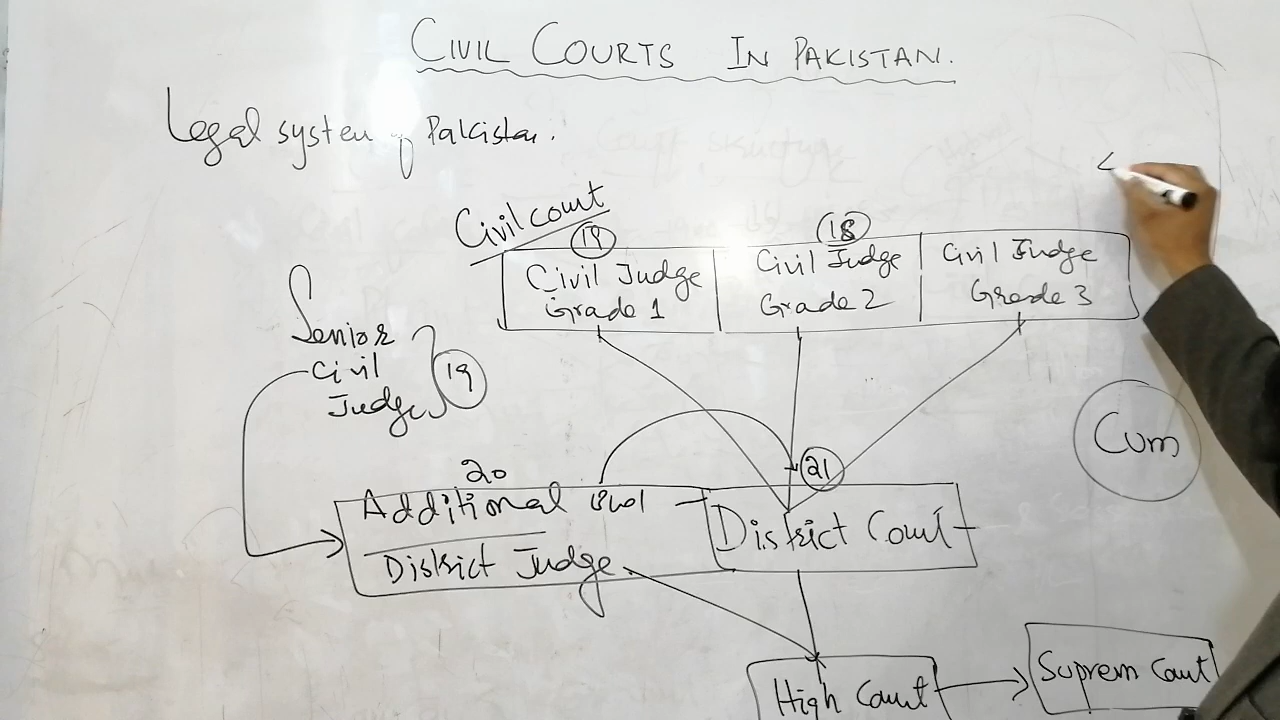 CIVIL COURTS IN PAKISTAN.
Legal system of Pakistan.
Civil court
19
18
Civil Judge
Grade 1
Civil Judge
Grade 2
Civil Judge
Grade 3
Senior
Civil
Judge
19
Cum
20
21
Additional
District Judge
District Court
High Court
Suprem Court